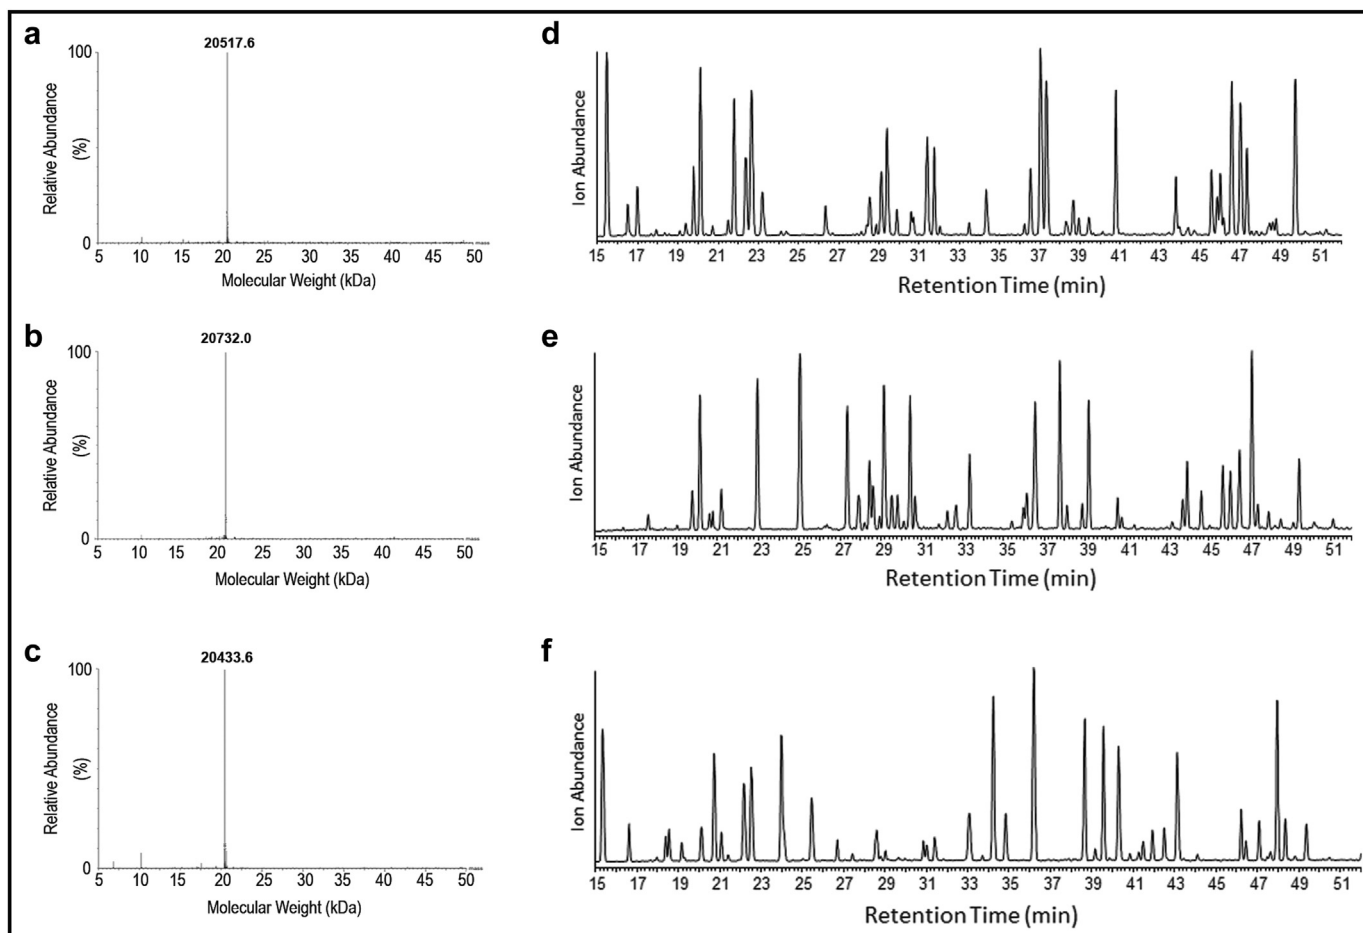 a
20517.6
100
0
Relative Abundance
(%)
5 10 15 20 25 30 35 40 45 50
Molecular Weight (kDa)
d
Ion Abundance
15 17 19 21 23 25 27 29 31 33 35 37 39 41 43 45 47 49 51
Retention Time (min)
b
20732.0
100
0
Relative Abundance
(%)
5 10 15 20 25 30 35 40 45 50
Molecular Weight (kDa)
e
Ion Abundance
15 17 19 21 23 25 27 29 31 33 35 37 39 41 43 45 47 49 51
Retention Time (min)
c
20433.6
100
0
Relative Abundance
(%)
5 10 15 20 25 30 35 40 45 50
Molecular Weight (kDa)
f
Ion Abundance
15 17 19 21 23 25 27 29 31 33 35 37 39 41 43 45 47 49 51
Retention Time (min)